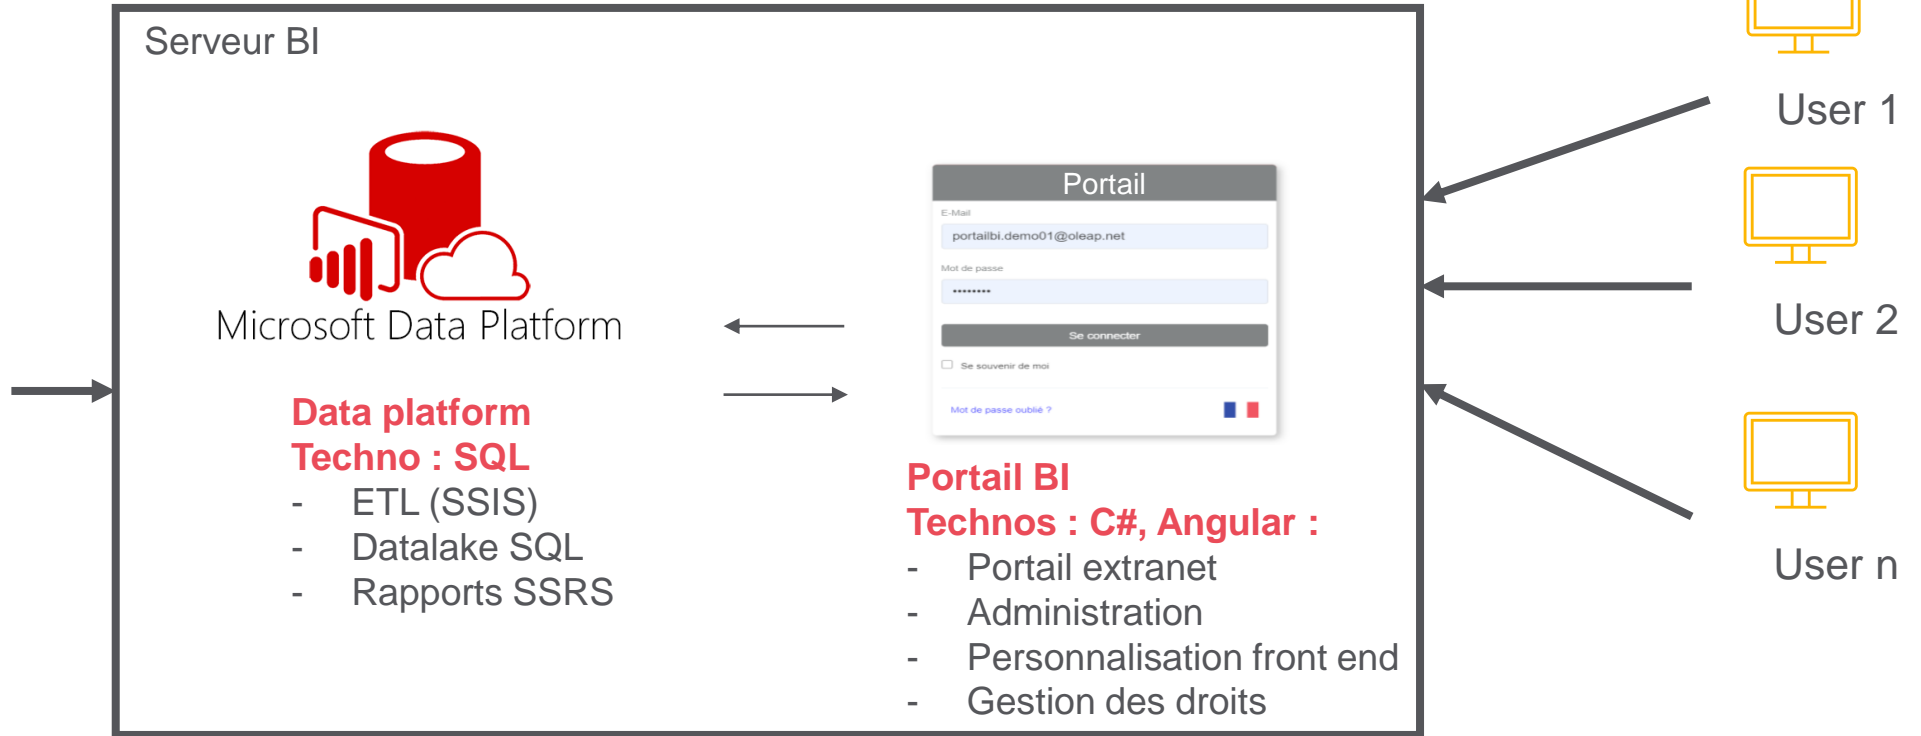 Serveur BI
Microsoft Data Platform
Data platform
Techno : SQL
- ETL (SSIS)
- Datalake SQL
- Rapports SSRS
Portail
E-Mail
portailbi.demo01@oleap.net
Mot de passe
••••••••
Se connecter
Se souvenir de moi
Mot de passe oublié ?
Portail BI
Technos : C#, Angular :
- Portail extranet
- Administration
- Personnalisation front end
- Gestion des droits
User 1
User 2
User n